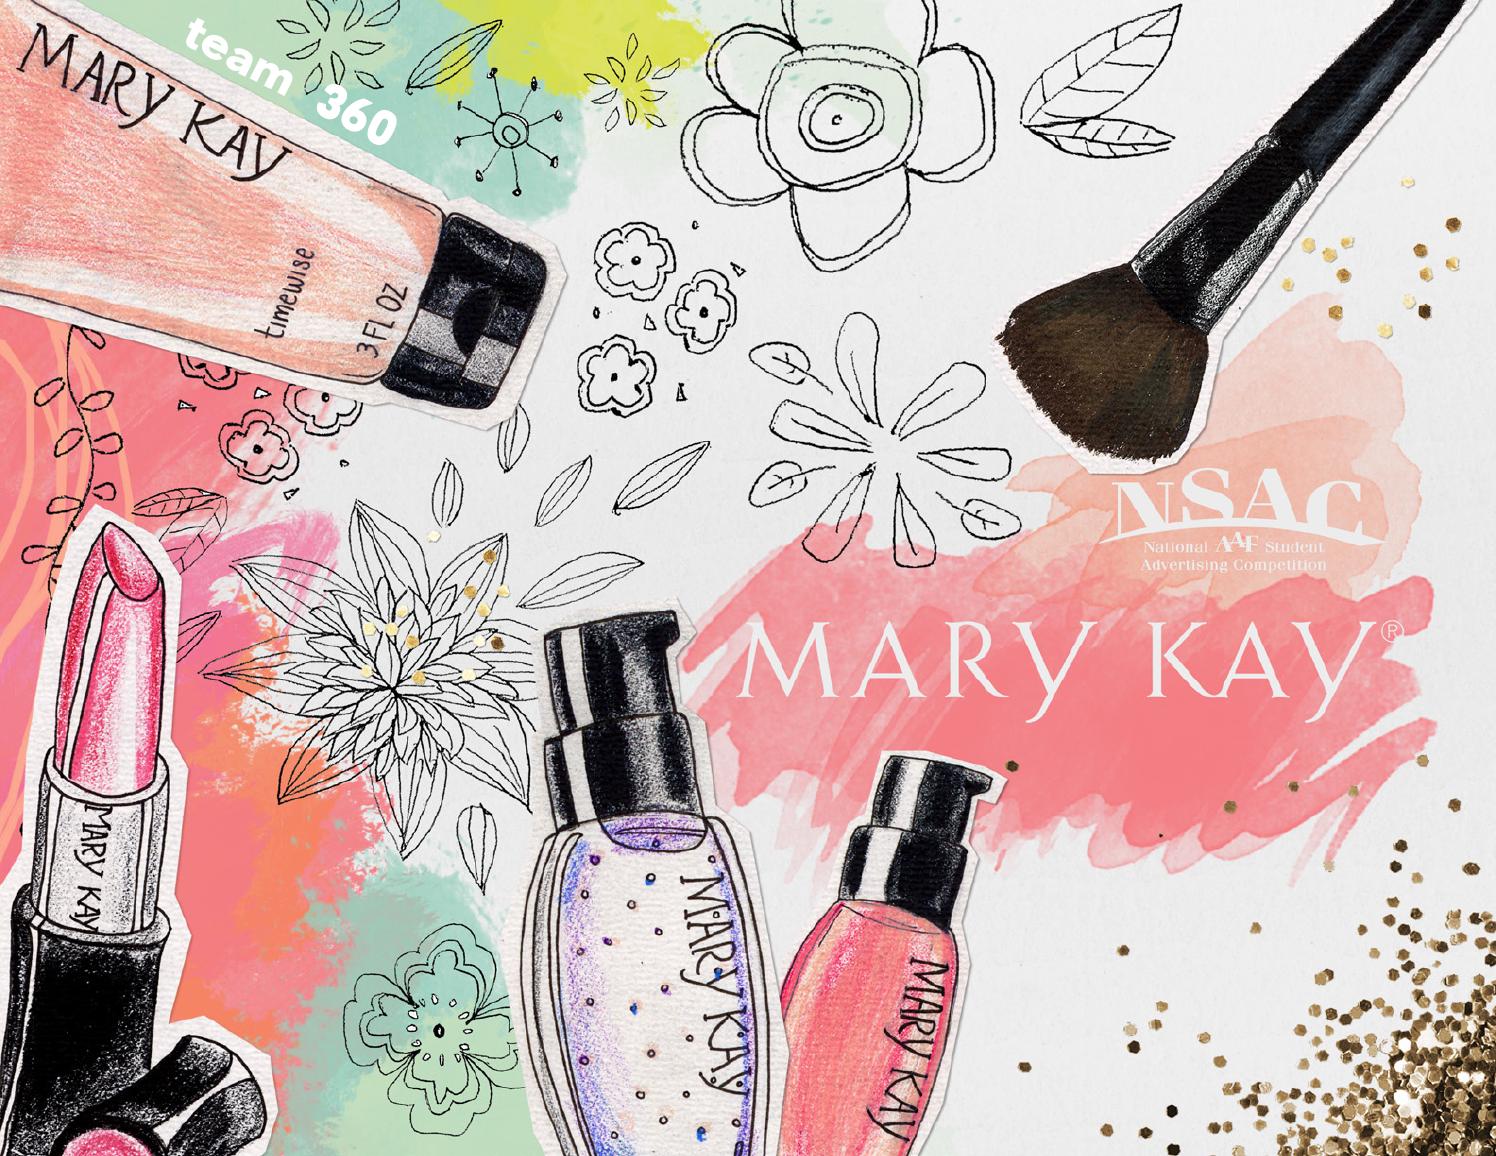 team 360
MARY KAY
timewise
3 FL OZ
NSAC
National AAF Student
Advertising Competition
MARY KAY®
MARY KAY
MARY KAY
MARY KAY